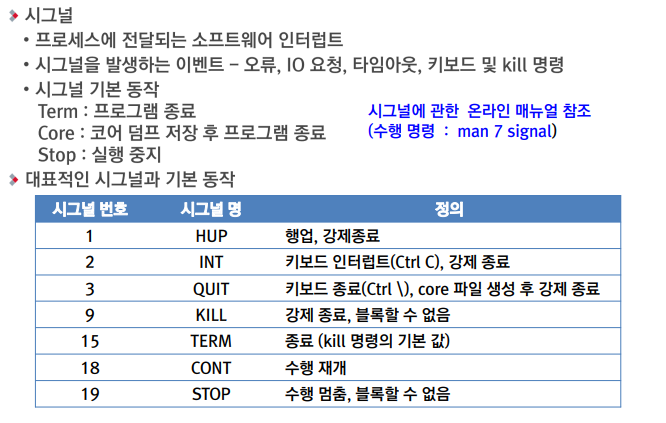 시그널
• 프로세스에 전달되는 소프트웨어 인터럽트
• 시그널을 발생하는 이벤트 – 오류, IO 요청, 타임아웃, 키보드 및 kill 명령
• 시그널 기본 동작
Term : 프로그램 종료
Core : 코어 덤프 저장 후 프로그램 종료
Stop : 실행 중지
시그널에 관한 온라인 매뉴얼 참조
(수행 명령 : man 7 signal)
대표적인 시그널과 기본 동작
시그널 번호 시그널 명 정의
1 HUP 행업, 강제종료
2 INT 키보드 인터럽트(Ctrl C), 강제 종료
3 QUIT 키보드 종료(Ctrl \), core 파일 생성 후 강제 종료
9 KILL 강제 종료, 블록할 수 없음
15 TERM 종료 (kill 명령의 기본 값)
18 CONT 수행 재개
19 STOP 수행 멈춤, 블록할 수 없음